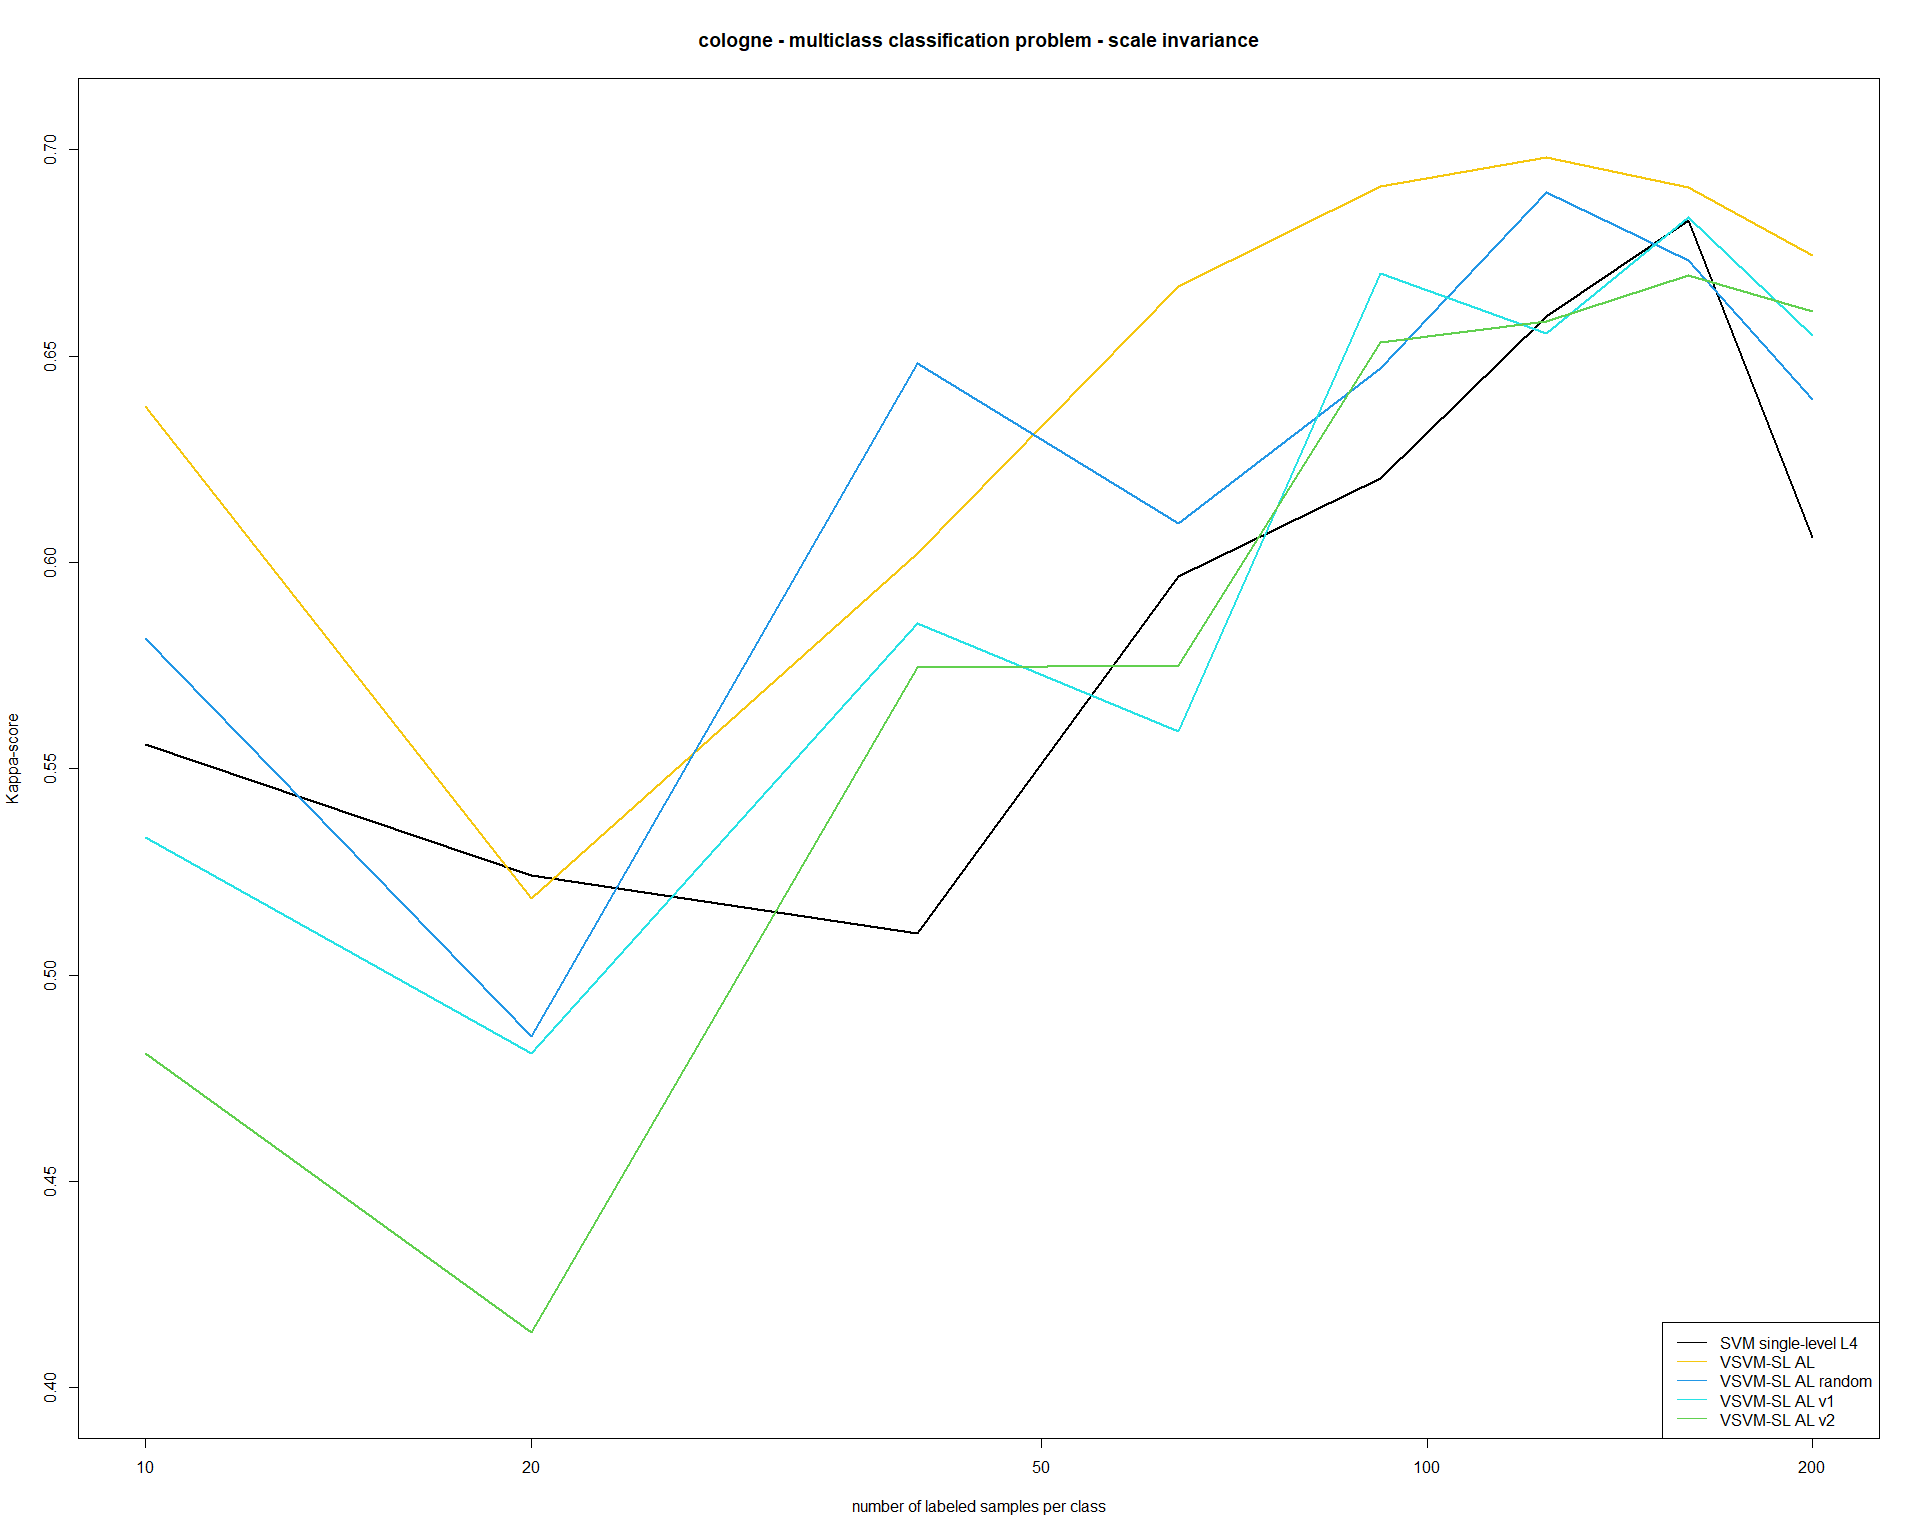 cologne - multiclass classification problem - scale invariance
0.70
0.65
0.60
0.55
0.50
0.45
0.40
Kappa-score
SVM single-level L4
VSVM-SL AL
VSVM-SL AL random
VSVM-SL AL v1
VSVM-SL AL v2
10 20 50 100 200
number of labeled samples per class